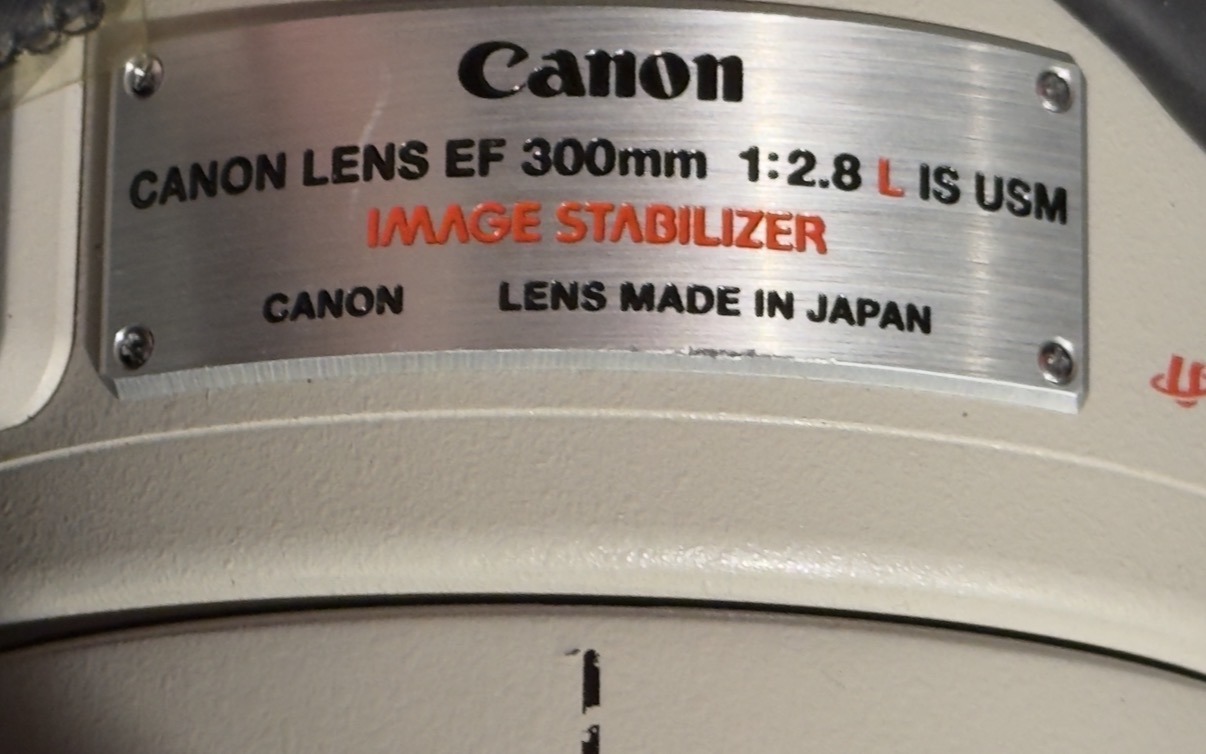 Canon
CANON LENS EF 300mm 1:2.8 L IS USM
IMAGE STABILIZER
CANON LENS MADE IN JAPAN